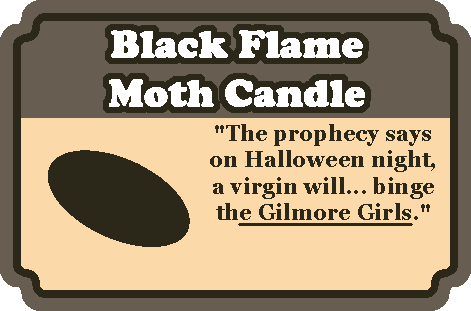 Black Flame
Moth Candle
"The prophecy says
on Halloween night,
a virgin will... binge
the Gilmore Girls."